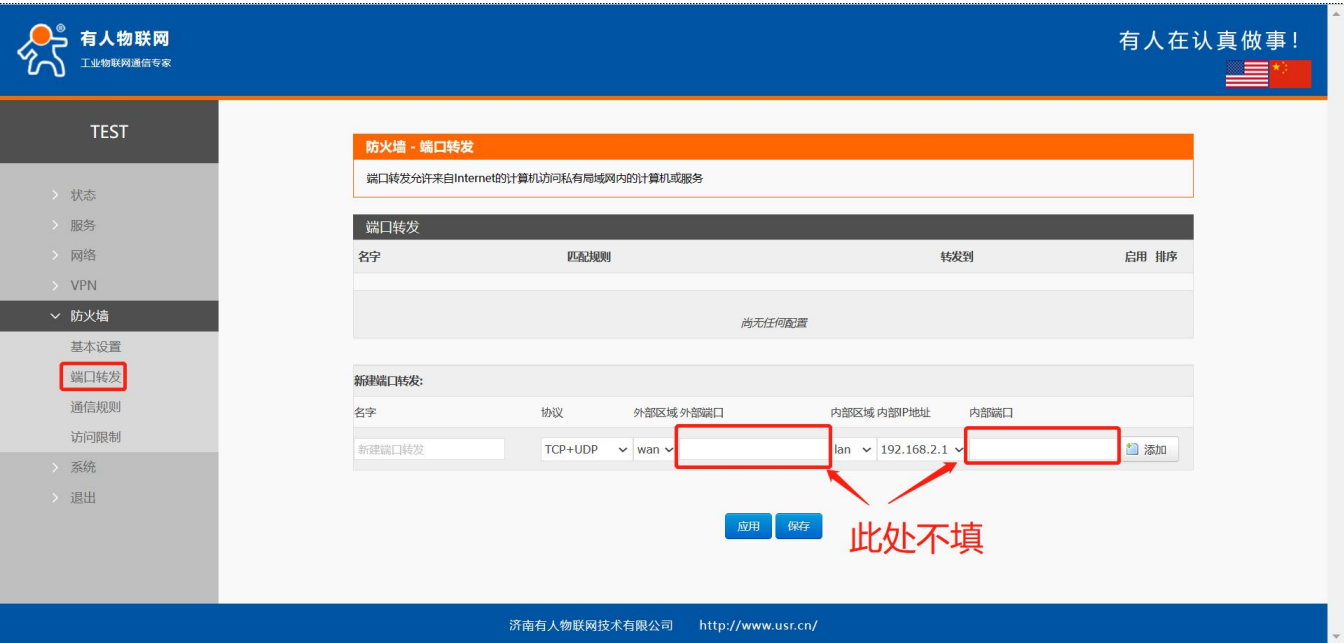 有人物联网
工业物联网通信专家
有人在认真做事!
TEST
状态
服务
网络
VPN
防火墙
基本设置
端口转发
通信规则
访问限制
系统
退出
防火墙 - 端口转发
端口转发允许来自Internet的计算机访问私有局域网内的计算机或服务
端口转发
名字 匹配规则 转发到 启用 排序
尚无任何配置
新建端口转发:
名字 协议 外部区域 外部端口 内部区域 内部IP地址 内部端口
新建端口转发 TCP+UDP wan lan 192.168.2.1 添加
应用 保存
此处不填
济南有人物联网技术有限公司 http://www.usr.cn/